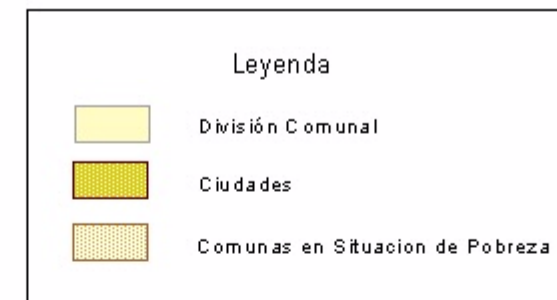 Leyenda
División Comunal
Ciudades
Comunas en Situacion de Pobreza